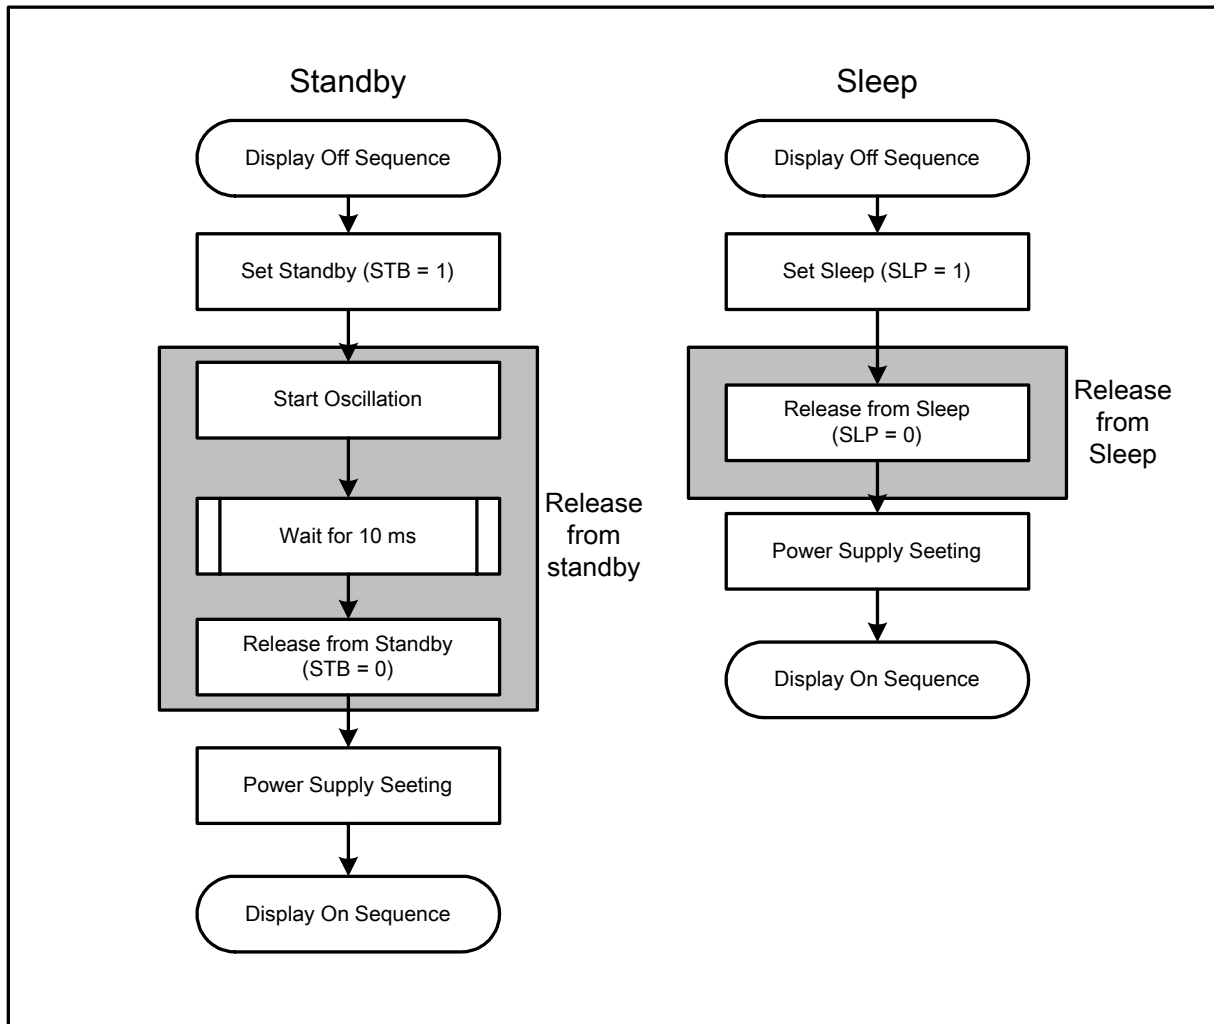 Standby
Display Off Sequence
Set Standby (STB = 1)
Start Oscillation
Wait for 10 ms
Release from Standby
(STB = 0)
Release
from
standby
Power Supply Seeting
Display On Sequence
Sleep
Display Off Sequence
Set Sleep (SLP = 1)
Release from Sleep
(SLP = 0)
Release
from
Sleep
Power Supply Seeting
Display On Sequence